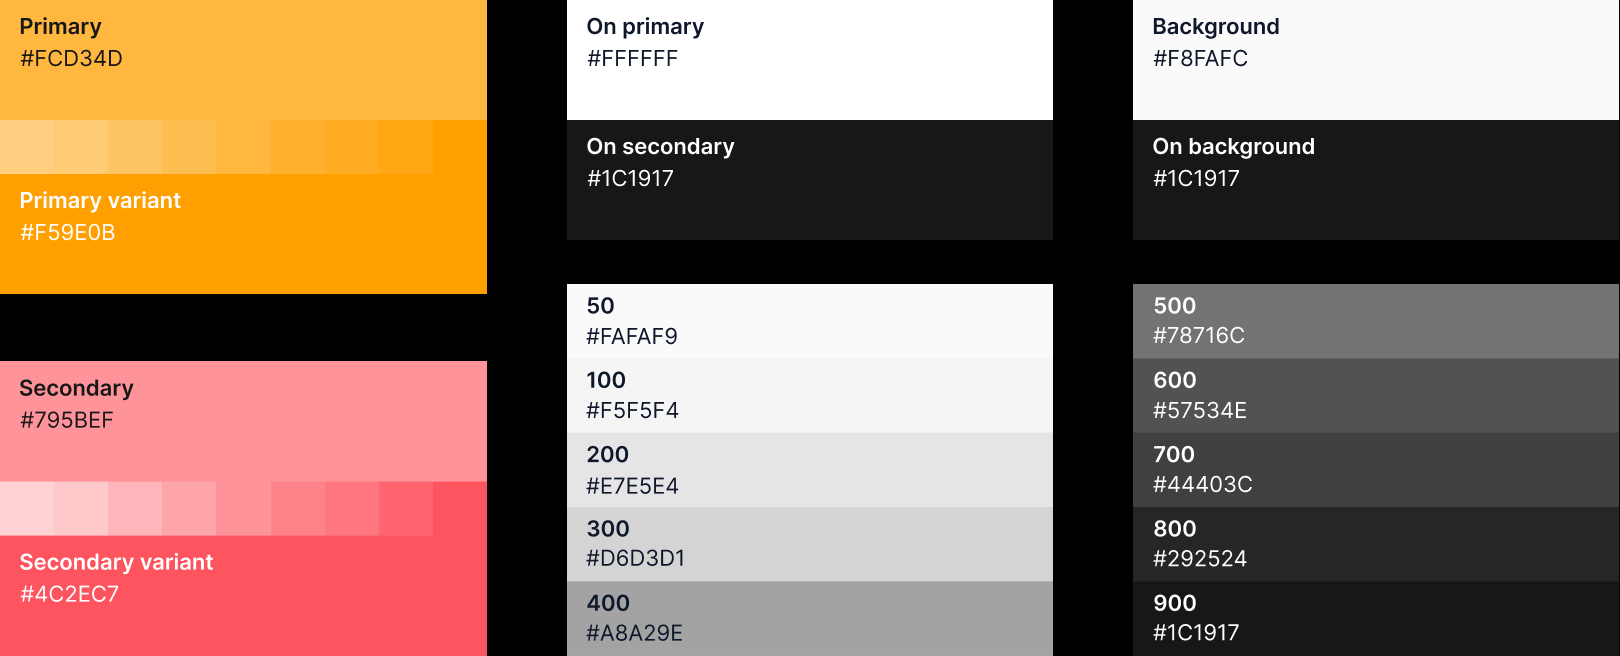 Primary
#FCD34D
Primary variant
#F59E0B
Secondary
#795BEF
Secondary variant
#4C2EC7
On primary
#FFFFFF
On secondary
#1C1917
50
#FAFAF9
100
#F5F5F4
200
#E7E5E4
300
#D6D3D1
400
#A8A29E
Background
#F8FAFC
On background
#1C1917
500
#78716C
600
#57534E
700
#44403C
800
#292524
900
#1C1917